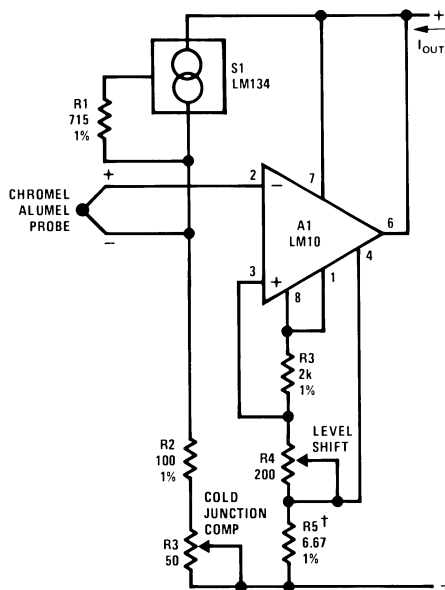 +
I OUT
S1
LM134
R1
715
1%
+
CHROMEL
ALUMEL
PROBE
−
2
−
7
A1
LM10
6
4
3
+
8
1
R3
2k
1%
LEVEL
SHIFT
R4
200
R2
100
1%
COLD
JUNCTION
COMP
R3
50
R5†
6.67
1%
−